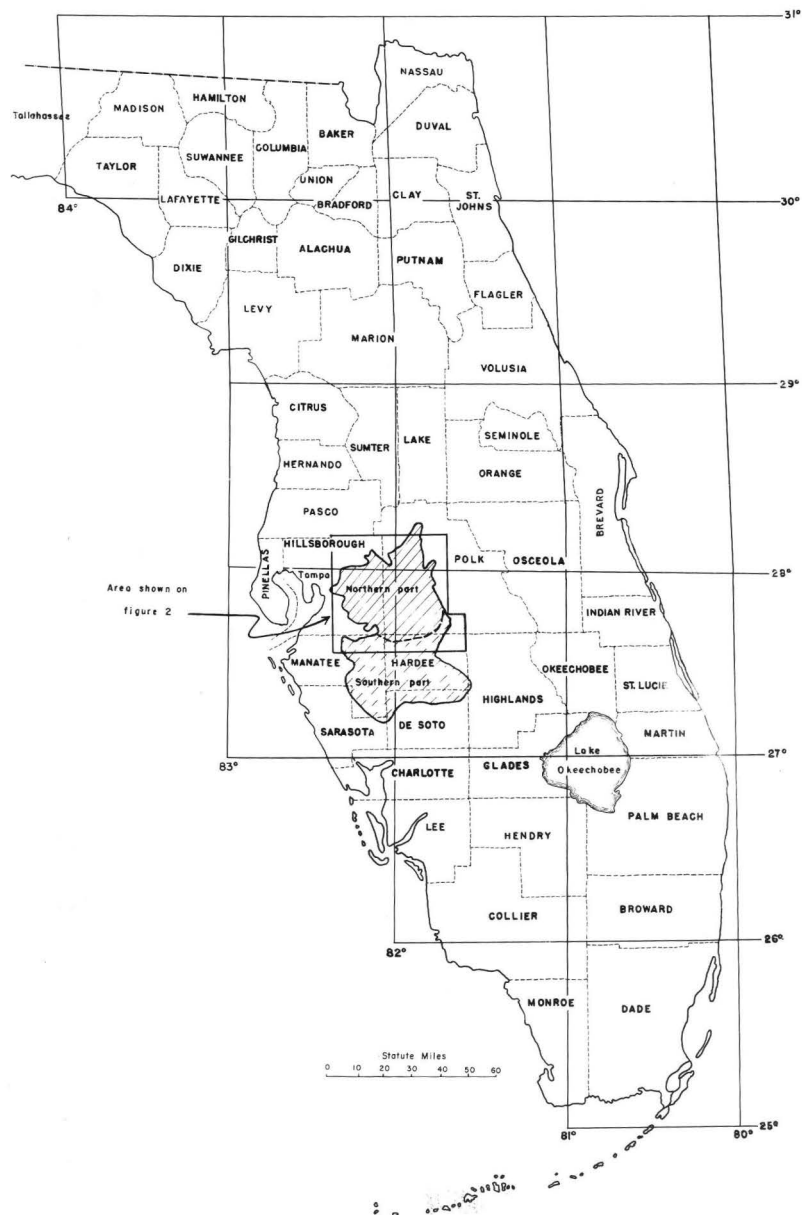 31°
NASSAU
HAMILTON
MADISON
Tallahassee
DUVAL
BAKER
COLUMBIA
SUWANNEE
TAYLOR
UNION
CLAY
ST.
JOHNS
LAFAYETTE
BRADFORD
30°
84°
GILCHRIST
ALACHUA
PUTNAM
DIXIE
FLAGLER
LEVY
MARION
VOLUSIA
29°
CITRUS
LAKE
SEMINOLE
SUMTER
HERNANDO
ORANGE
BREVARD
PASCO
HILLSBOROUGH
POLK
OSCEOLA
PINELLAS
Tampa
28°
Area shown on
figure 2
Northern part
INDIAN RIVER
MANATEE
HARDEE
OKEECHOBEE
Southern part
ST. LUCIE
HIGHLANDS
SARASOTA
DE SOTO
MARTIN
Lake
Okeechobee
27°
83°
CHARLOTTE
GLADES
PALM BEACH
LEE
HENDRY
COLLIER
BROWARD
26°
82°
MONROE
DADE
Statute Miles
0 10 20 30 40 50 60
25°
81°
80°